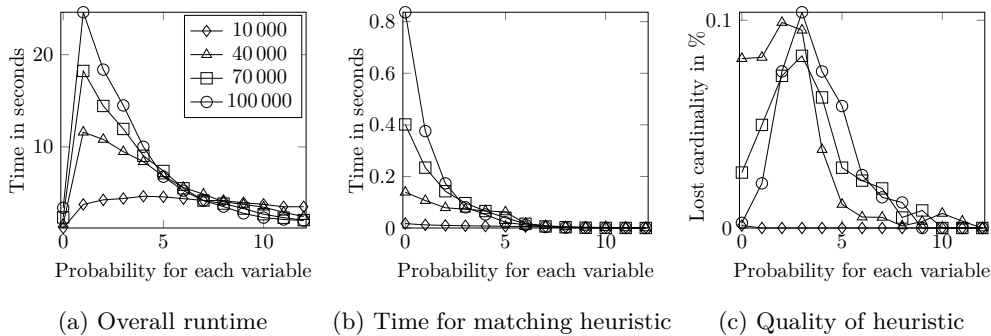 Time in seconds
20
10
0
5
10
10 000
40 000
70 000
100 000
Probability for each variable
(a) Overall runtime
Time in seconds
0.8
0.6
0.4
0.2
0
0
5
10
Probability for each variable
(b) Time for matching heuristic
Lost cardinality in %
0.1
0
0
5
10
Probability for each variable
(c) Quality of heuristic